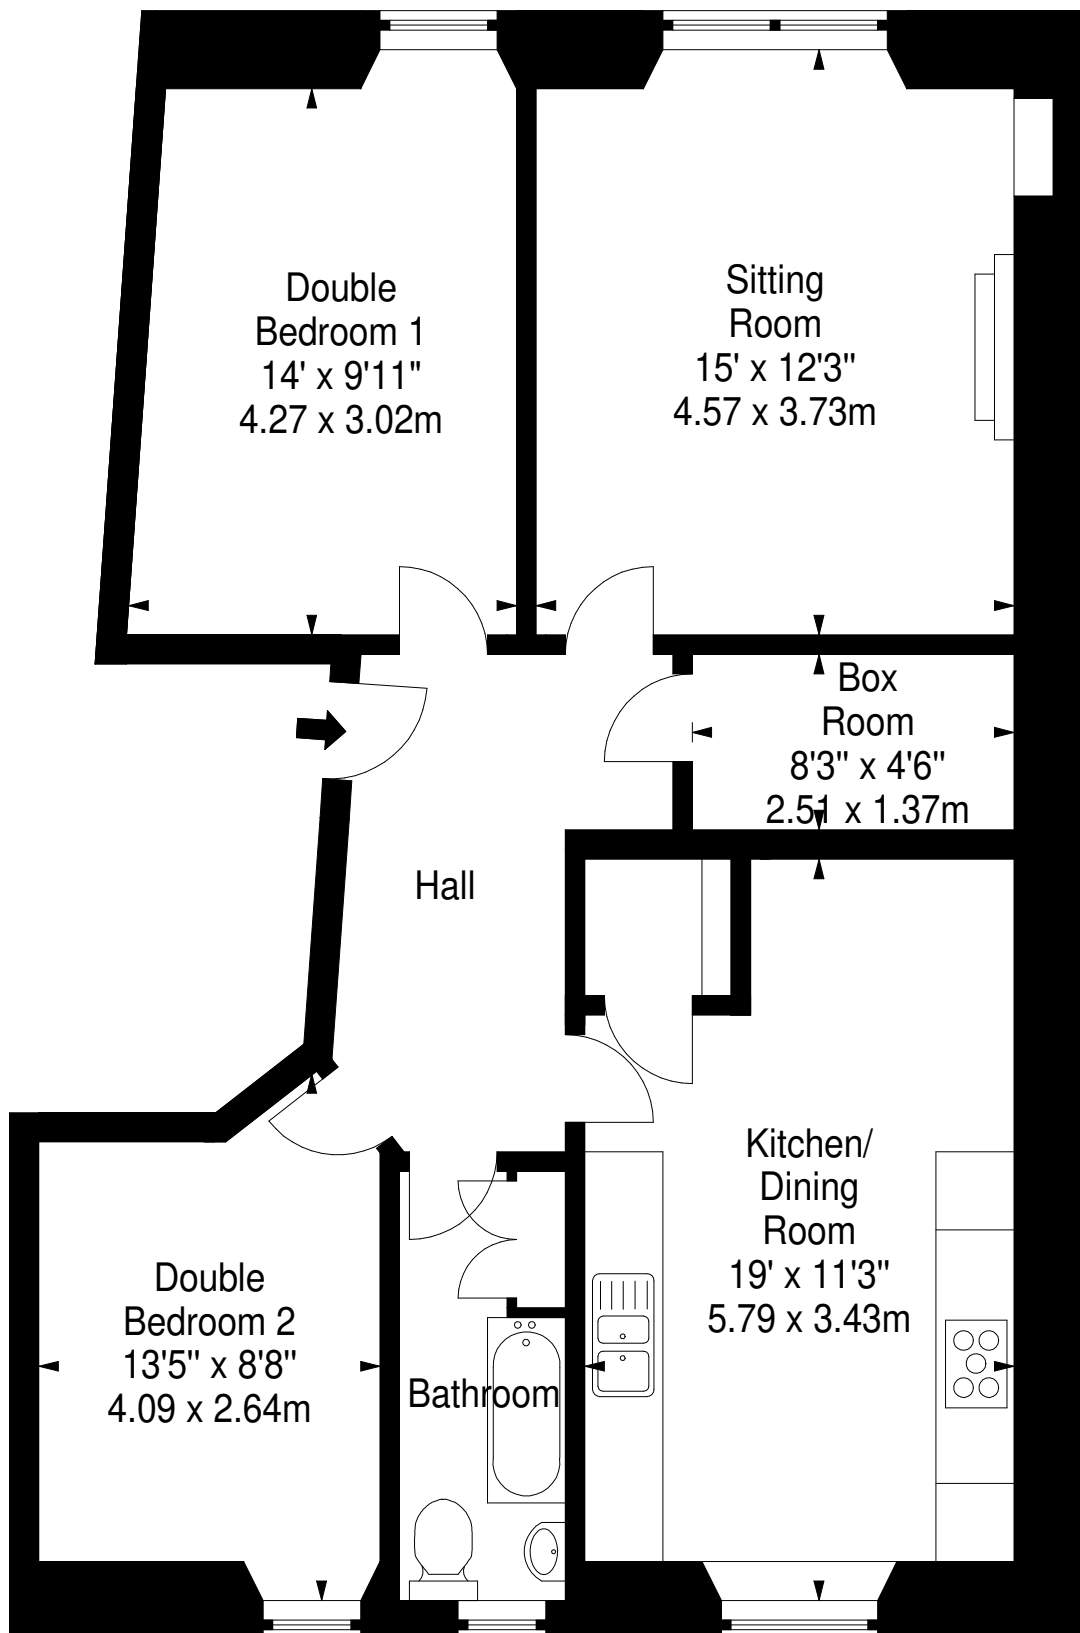 Double
Bedroom 1
14' x 9'11"
4.27 x 3.02m
Sitting
Room
15' x 12'3"
4.57 x 3.73m
Box
Room
8'3" x 4'6"
2.51 x 1.37m
Hall
Kitchen/
Dining
Room
19' x 11'3"
5.79 x 3.43m
Double
Bedroom 2
13'5" x 8'8"
4.09 x 2.64m
Bathroom